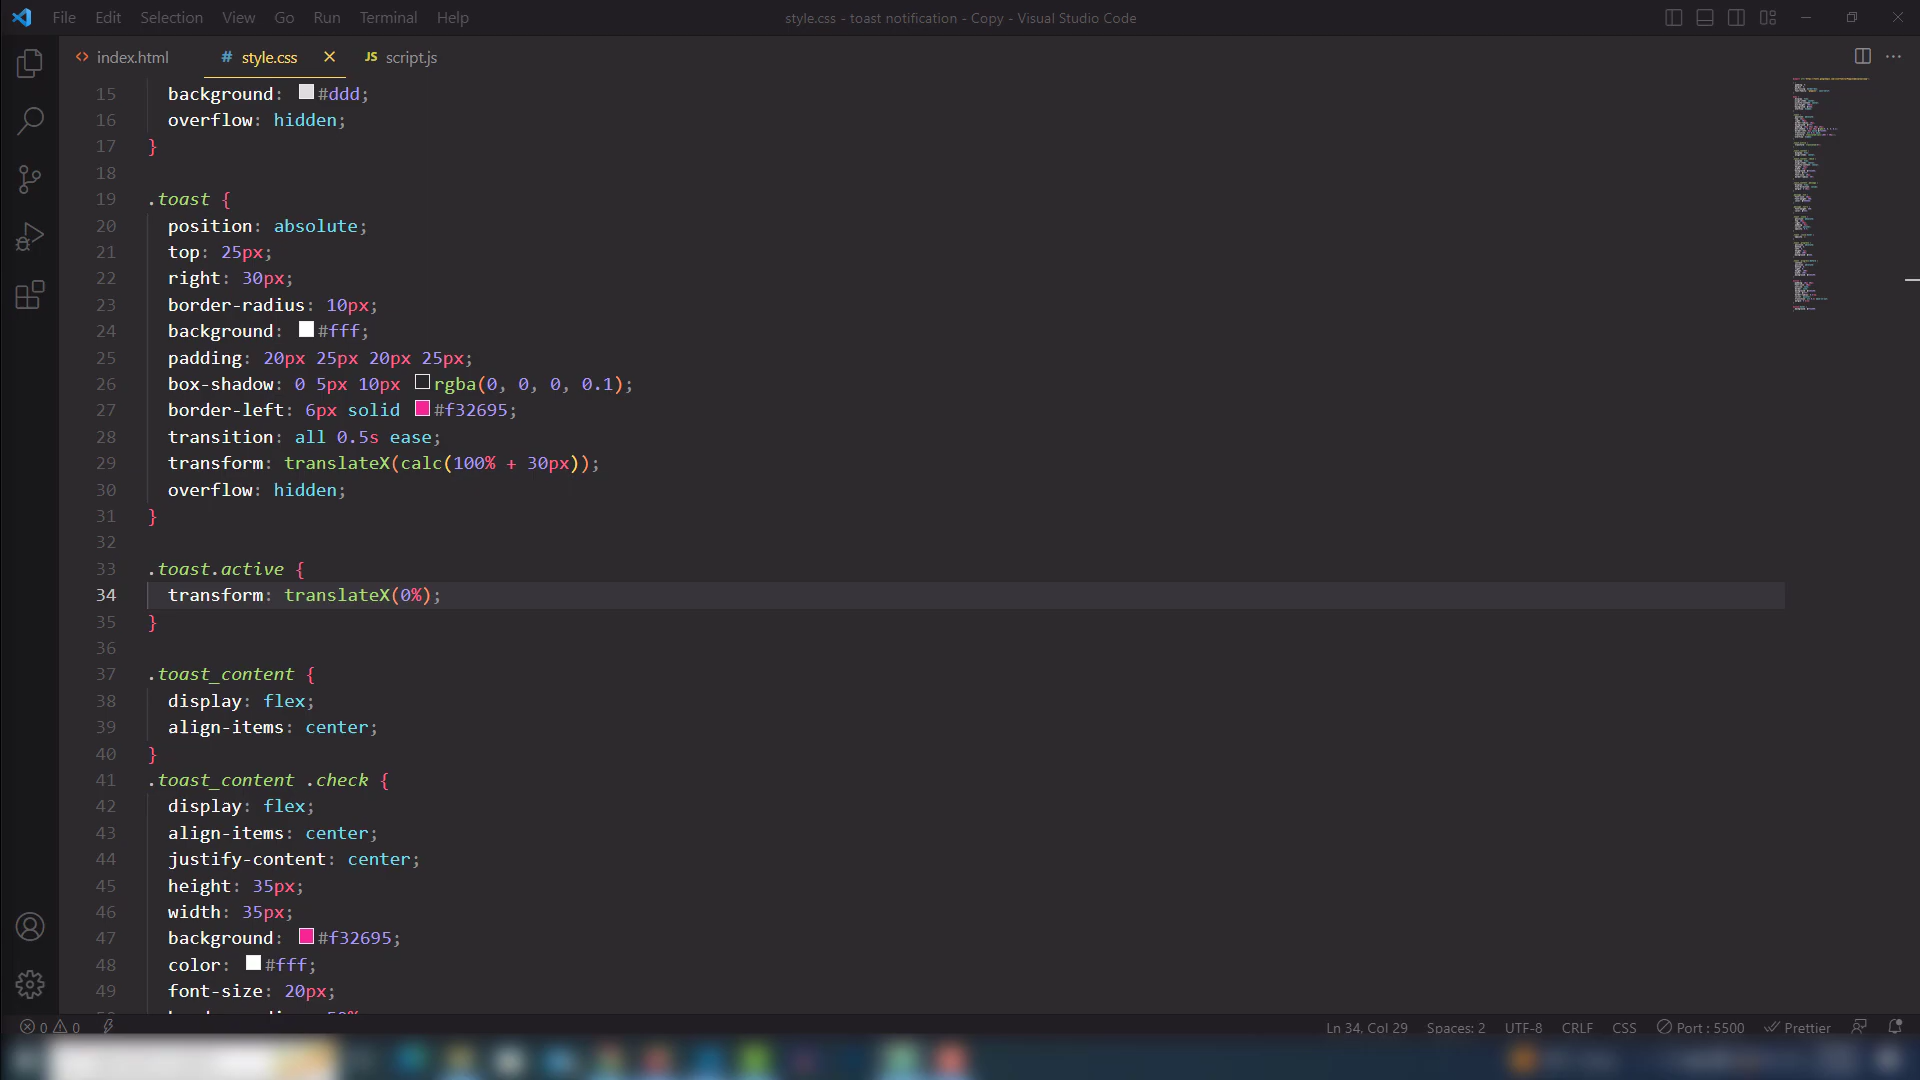 File Edit Selection View Go Run Terminal Help
style.css - toast notification - Copy - Visual Studio Code
index.html
# style.css
JS script.js
15 background: #ddd;
16 overflow: hidden;
17 }
18
19 .toast {
20 position: absolute;
21 top: 25px;
22 right: 30px;
23 border-radius: 10px;
24 background: #fff;
25 padding: 20px 25px 20px 25px;
26 box-shadow: 0 5px 10px rgba(0, 0, 0, 0.1);
27 border-left: 6px solid #f32695;
28 transition: all 0.5s ease;
29 transform: translateX(calc(100% + 30px));
30 overflow: hidden;
31 }
32
33 .toast.active {
34 transform: translateX(0%);
35 }
36
37 .toast_content {
38 display: flex;
39 align-items: center;
40 }
41 .toast_content .check {
42 display: flex;
43 align-items: center;
44 justify-content: center;
45 height: 35px;
46 width: 35px;
47 background: #f32695;
48 color: #fff;
49 font-size: 20px;
0 0
Ln 34, Col 29 Spaces: 2 UTF-8 CRLF CSS Port : 5500 Prettier